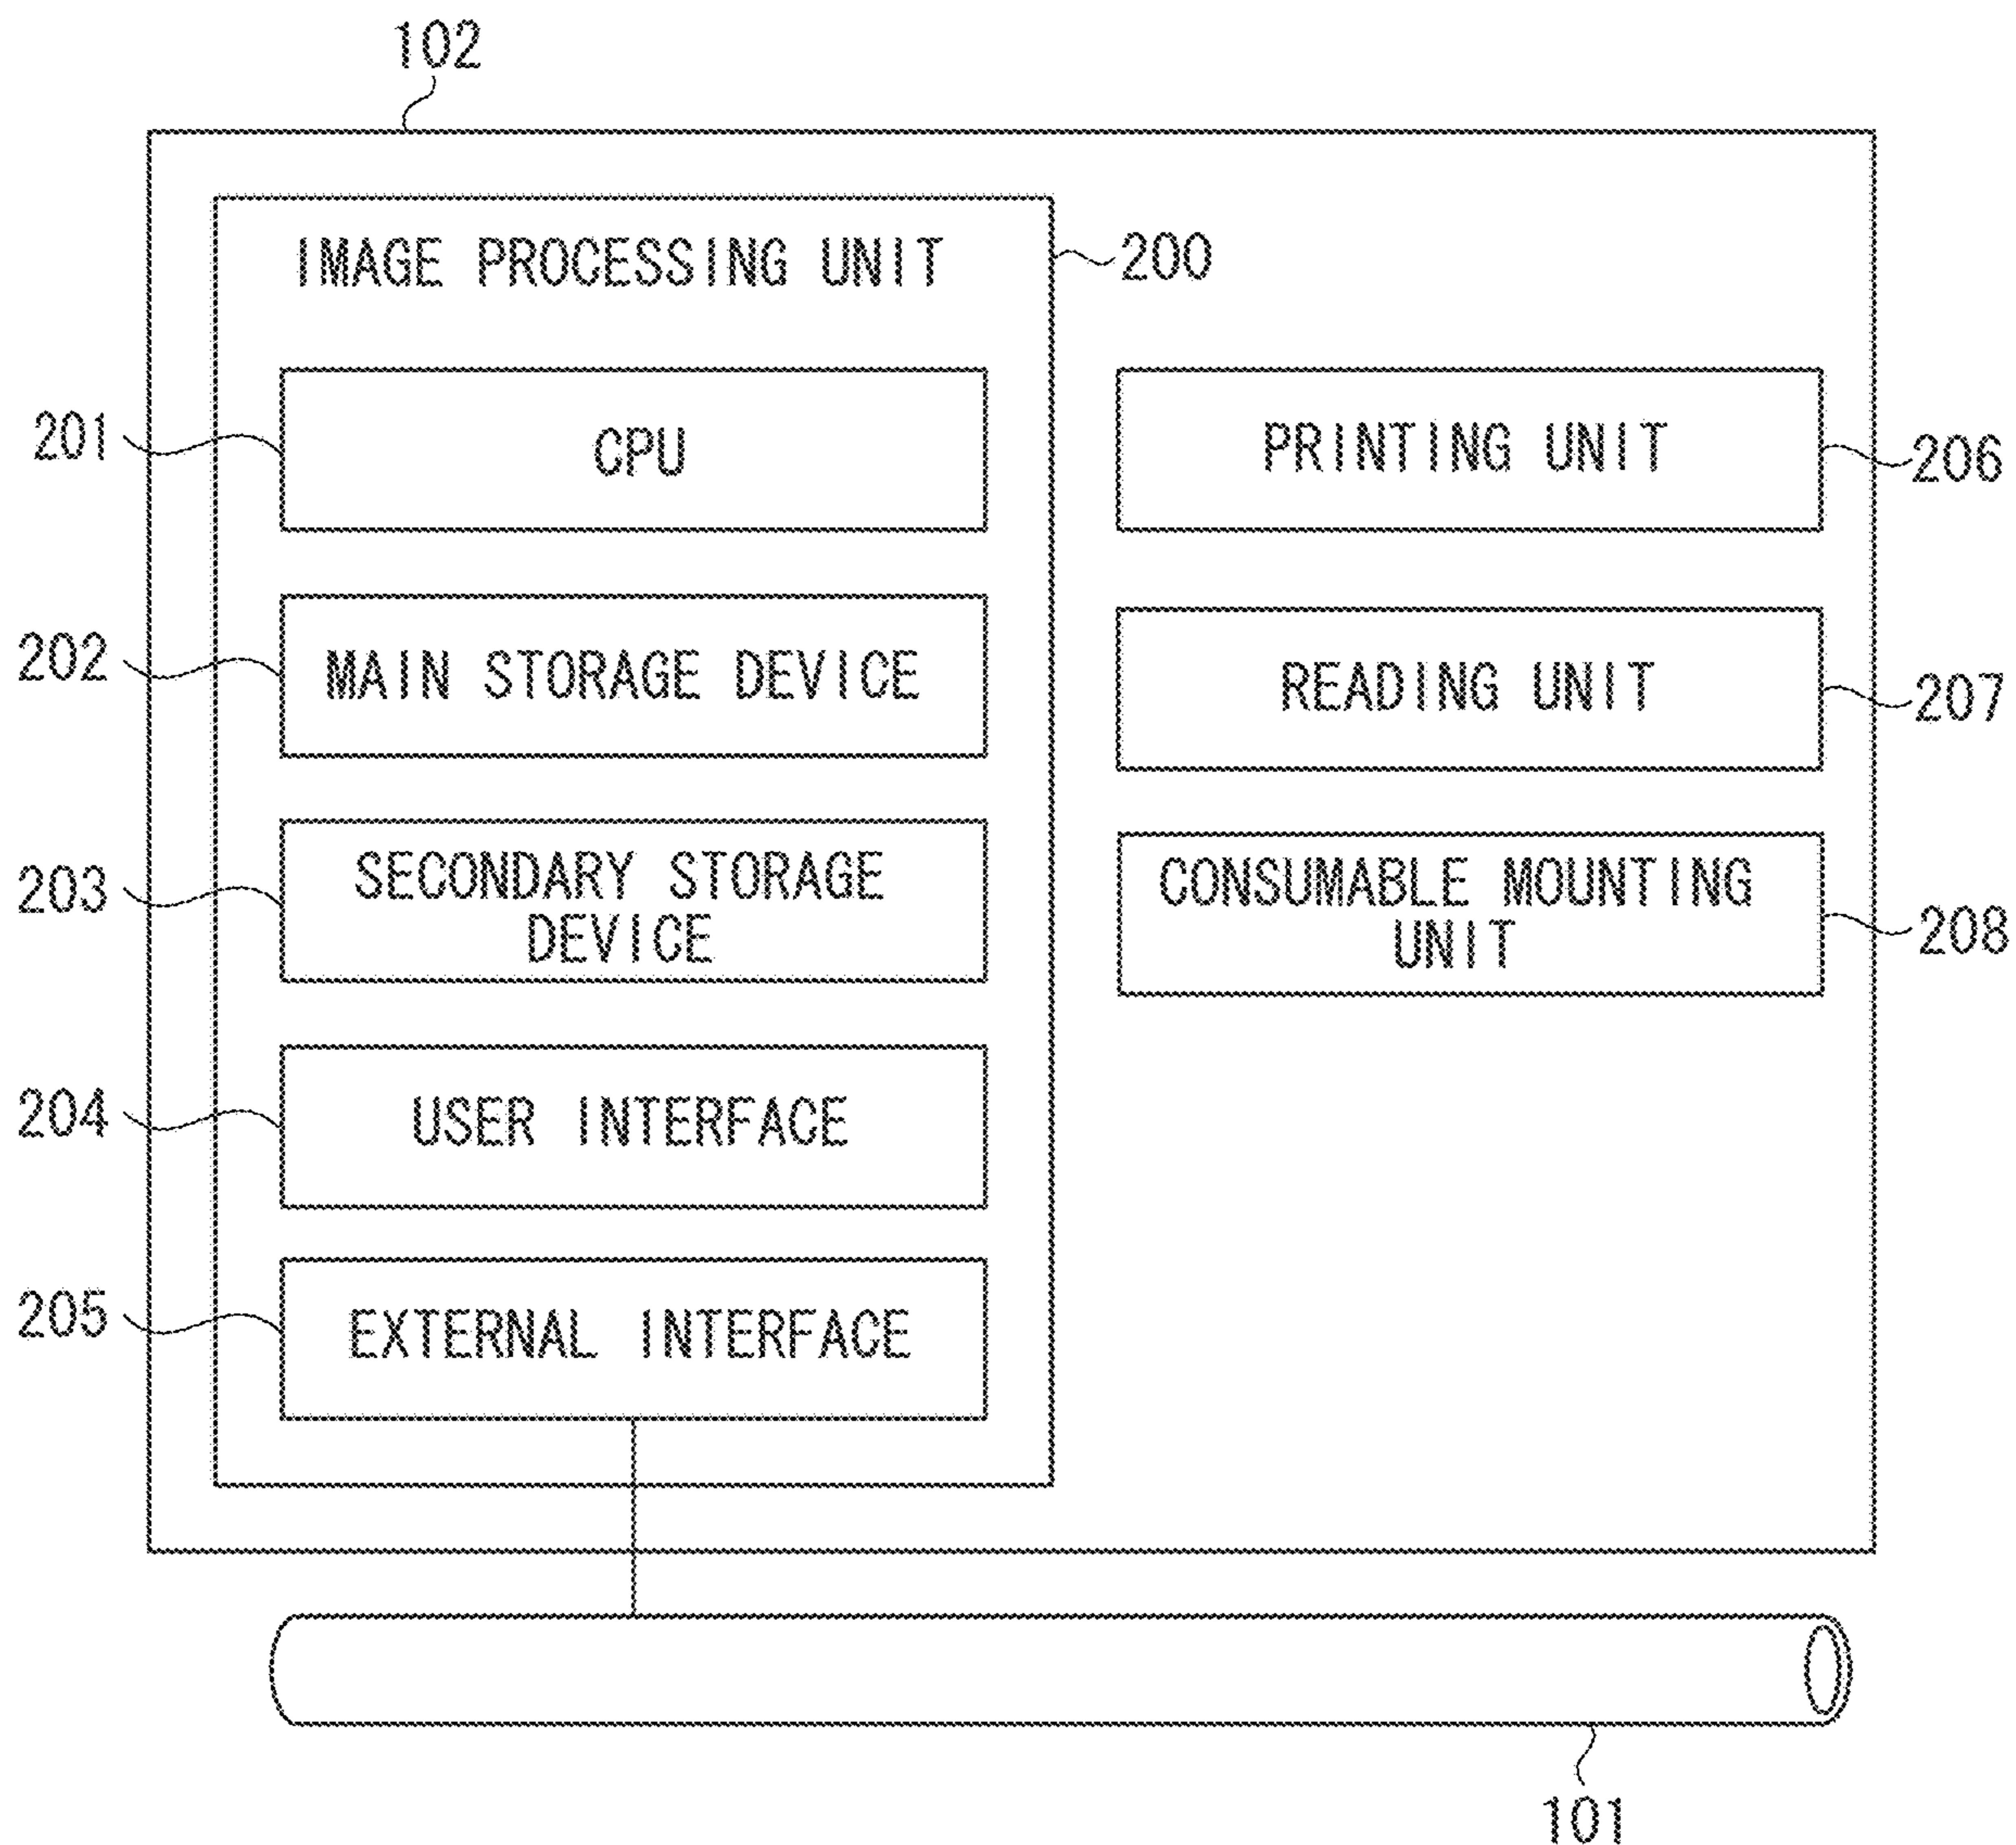 102
IMAGE PROCESSING UNIT
200
201
CPU
PRINTING UNIT
206
202
MAIN STORAGE DEVICE
READING UNIT
207
203
SECONDARY STORAGE
DEVICE
CONSUMABLE MOUNTING
UNIT
208
204
USER INTERFACE
205
EXTERNAL INTERFACE
101